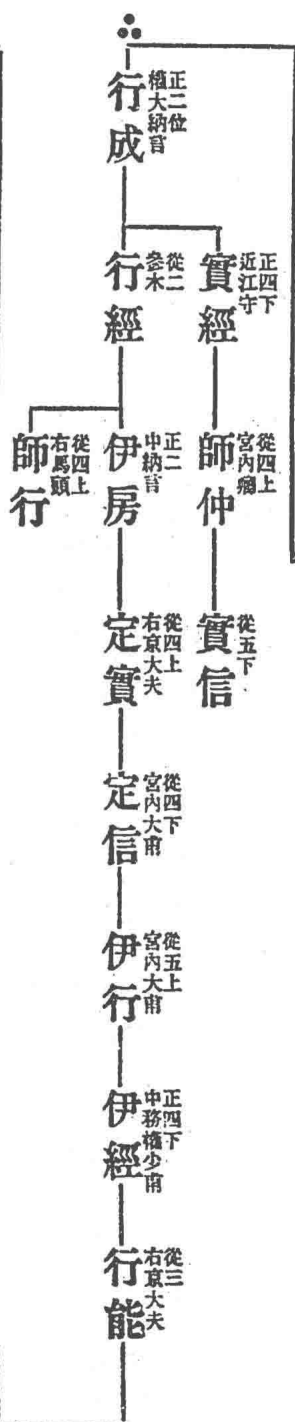 行成
正二位
權大納言
實經
正四下
近江守
師仲
從四上
宮內
實信
從五下
行經
從二
參木
伊房
正二
中納言
定實
從四上
右京大夫
定信
從四下
宮內大甫
伊行
從五上
宮內大甫
伊經
正四下
中務權少甫
行能
從三
右京大夫
師行
從四上
右馬頭